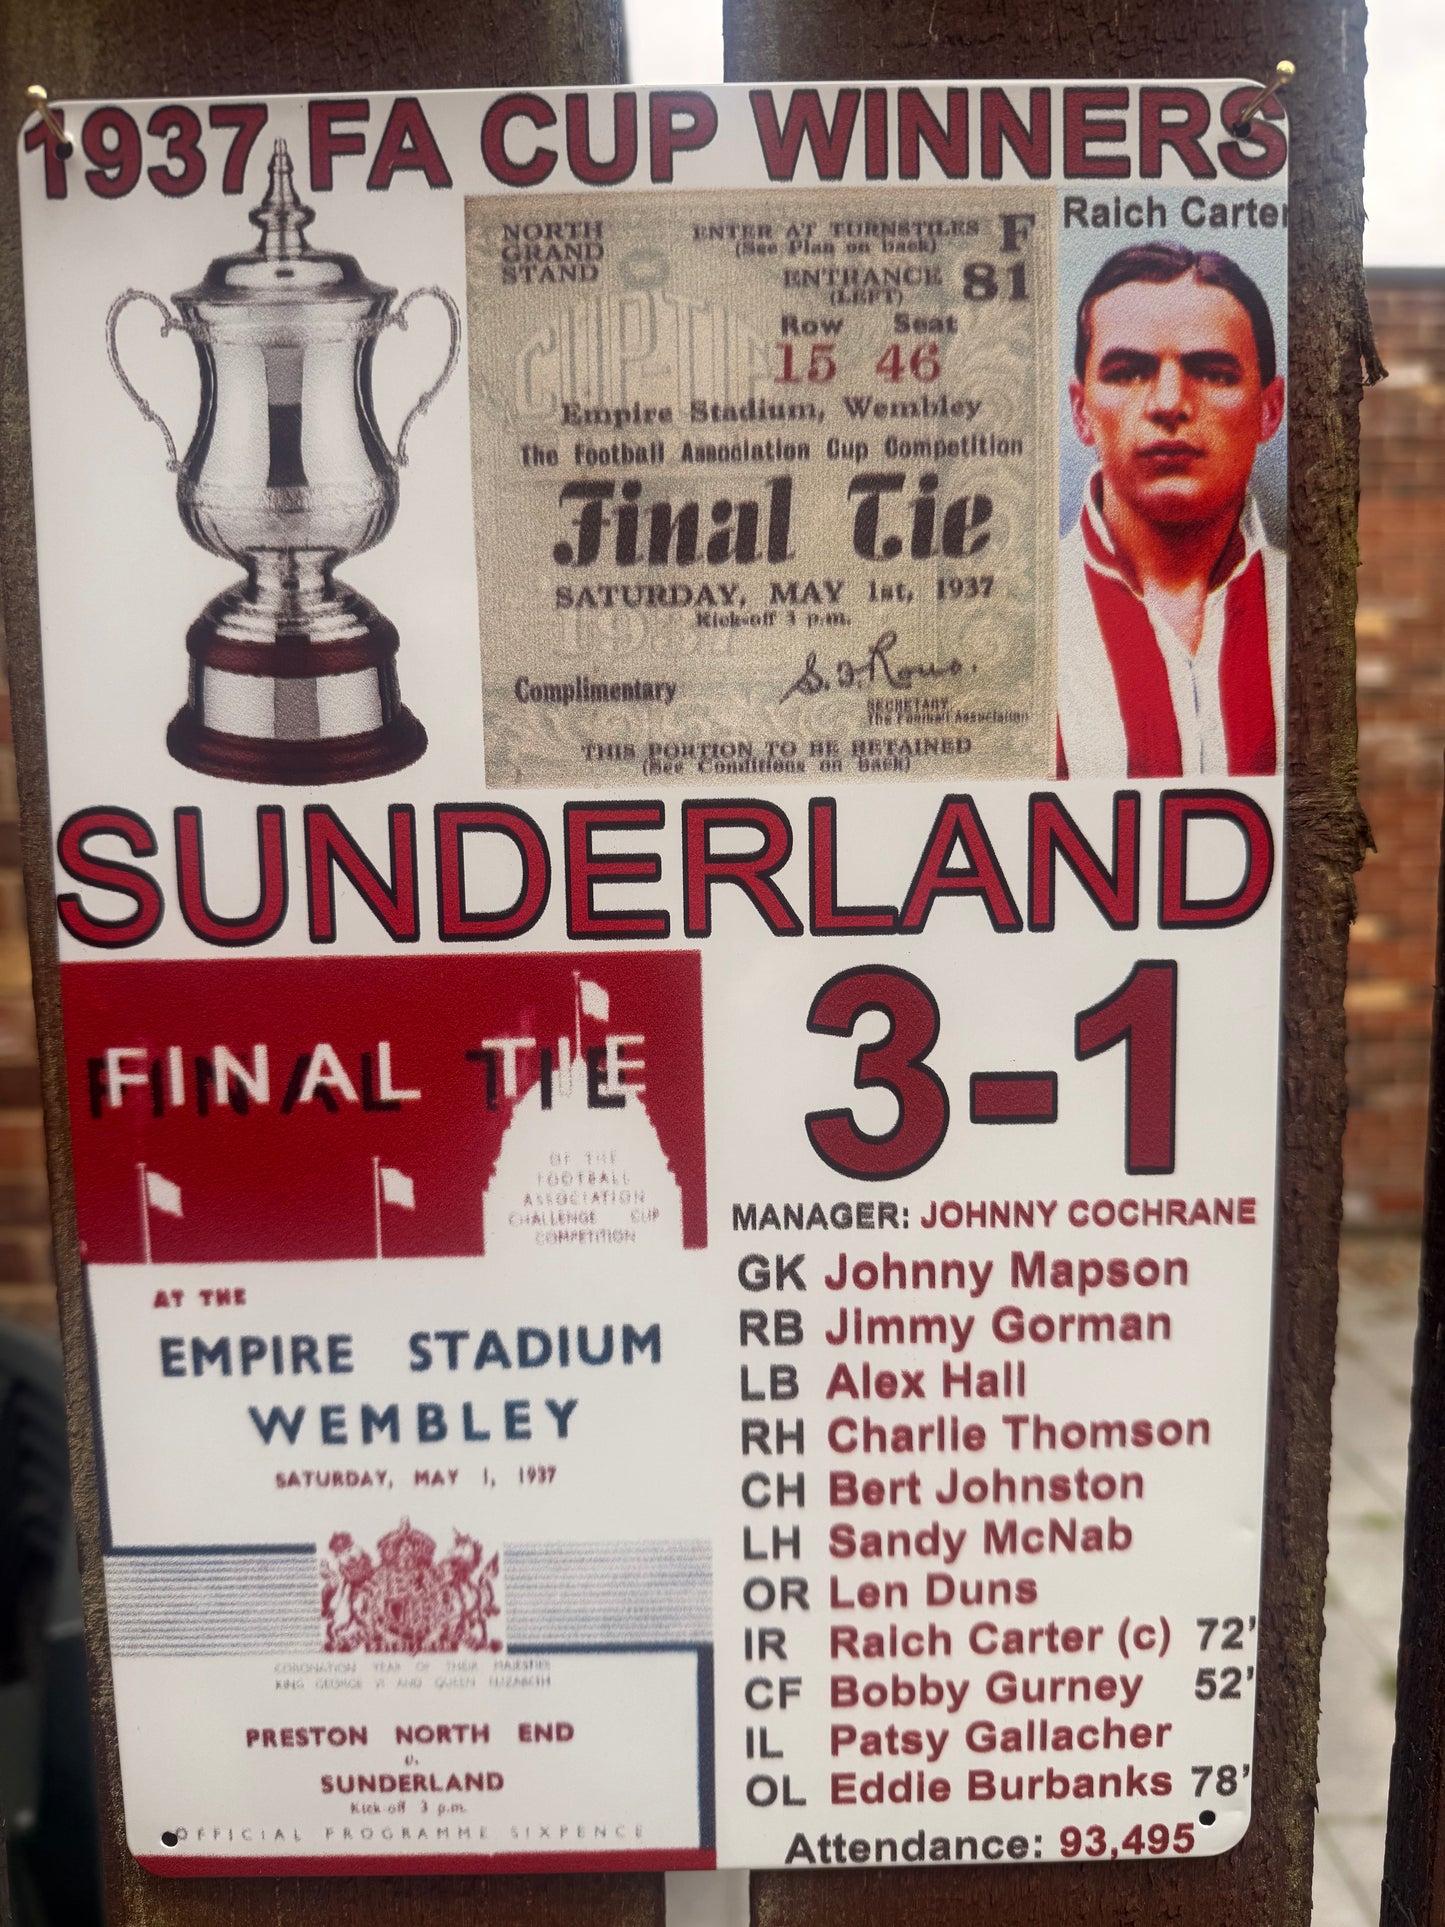 1937 FA CUP WINNERS
NORTH
GRAND
STAND
ENTER AT TURNSTILES F
(See Plan on back)
ENTRANCE 81
(LEFT)
Row Seat
15 46
Empire Stadium, Wembley
The Football Association Cup Competition
Final Tie
SATURDAY, MAY 1st, 1937
Kick-off 3 p.m.
Complimentary
S.F. Rous.
SECRETARY,
The Football Association
THIS PORTION TO BE RETAINED
(See Conditions on back)
Raich Carter
SUNDERLAND
3-1
FINAL TIE
OF THE
FOOTBALL
ASSOCIATION
CHALLENGE CUP
COMPETITION
AT THE
EMPIRE STADIUM
WEMBLEY
SATURDAY, MAY 1, 1937
CORONATION YEAR OF THEIR MAJESTIES
KING GEORGE VI AND QUEEN ELIZABETH
PRESTON NORTH END
v.
SUNDERLAND
Kick-off 3 p.m.
OFFICIAL PROGRAMME SIXPENCE
MANAGER: JOHNNY COCHRANE
GK Johnny Mapson
RB Jimmy Gorman
LB Alex Hall
RH Charlie Thomson
CH Bert Johnston
LH Sandy McNab
OR Len Duns
IR Raich Carter (c) 72'
CF Bobby Gurney 52'
IL Patsy Gallacher
OL Eddie Burbanks 78'
Attendance: 93,495